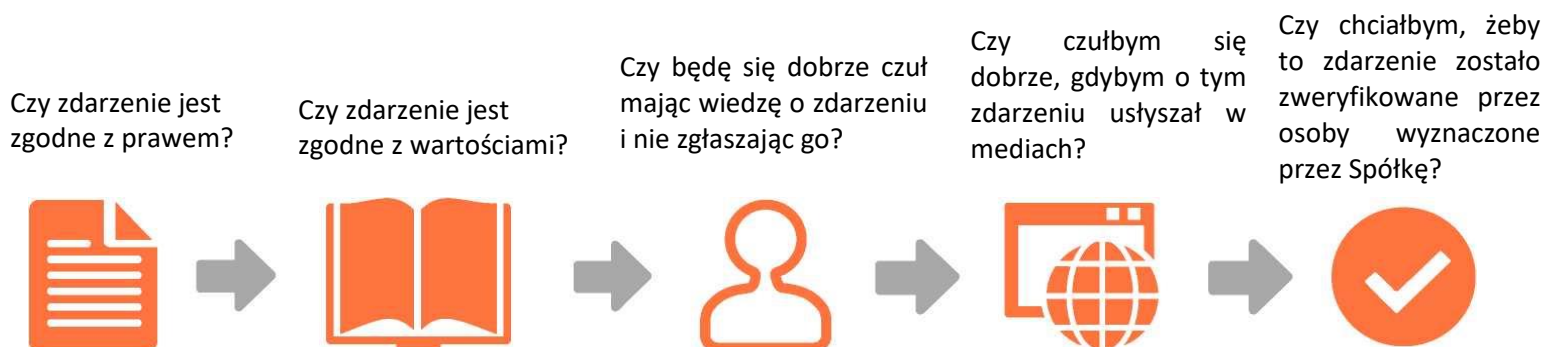 Czy zdarzenie jest
zgodne z prawem?
Czy zdarzenie jest
zgodne z wartościami?
Czy będę się dobrze czuł
mając wiedzę o zdarzeniu
i nie zgłaszając go?
Czy czułbym się
dobrze, gdybym o tym
zdarzeniu usłyszał w
mediach?
Czy chciałbym, żeby
to zdarzenie zostało
zweryfikowane przez
osoby wyznaczone
przez Spółkę?